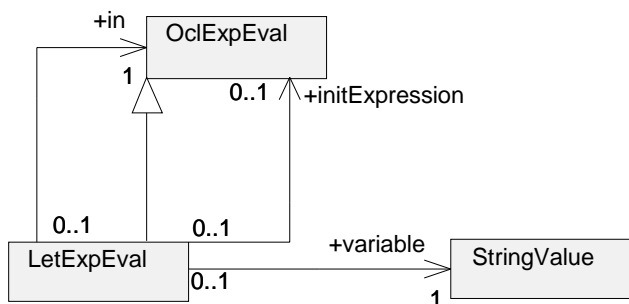 +in
OclExpEval
1
0..1
+initExpression
0..1
0..1
+variable
LetExpEval
StringValue
0..1
1